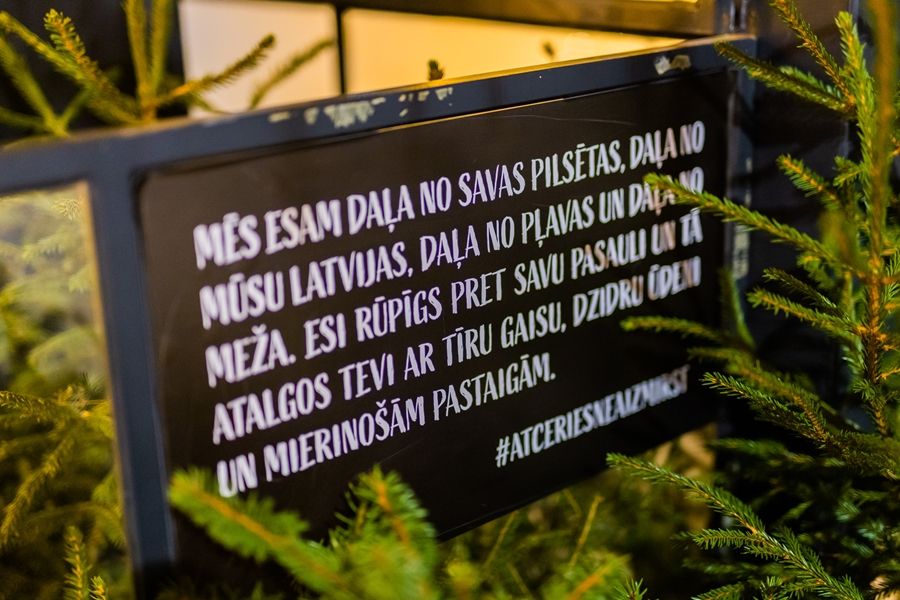 MĒS ESAM DAĻA NO SAVAS PILSĒTAS, DAĻA NO
MŪSU LATVIJAS, DAĻA NO PĻAVAS UN DAĻA NO
MEŽA. ESI RŪPĪGS PRET SAVU PASAULI UN TĀ
ATALGOS TEVI AR TĪRU GAISU, DZIDRU ŪDENI
UN MIERINOŠĀM PASTAIGĀM.
#ATCERIESNEAIZMIRST